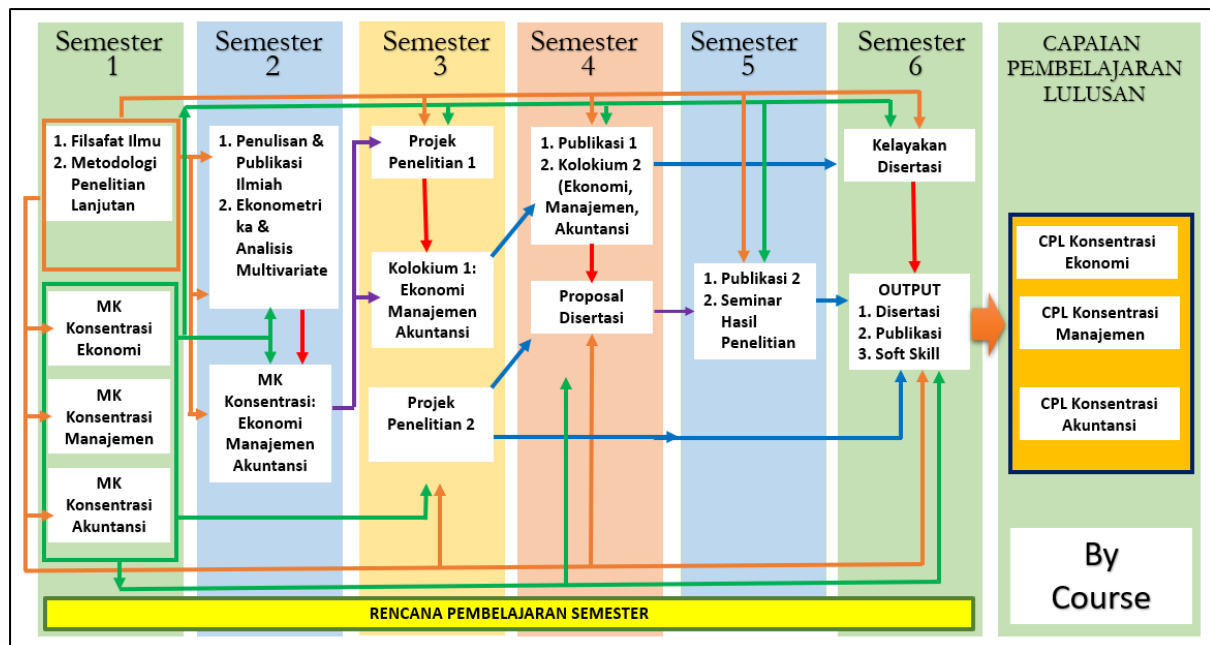 Semester
1
1. Filsafat Ilmu
2. Metodologi
Penelitian
Lanjutan
MK
Konsentrasi
Ekonomi
MK
Konsentrasi
Manajemen
MK
Konsentrasi
Akuntansi
Semester
2
1. Penulisan &
Publikasi
Ilmiah
2. Ekonometri
ka &
Analisis
Multivariate
MK
Konsentrasi:
Ekonomi
Manajemen
Akuntansi
Semester
3
Projek
Penelitian 1
Kolokium 1:
Ekonomi
Manajemen
Akuntansi
Projek
Penelitian 2
Semester
4
1. Publikasi 1
2. Kolokium 2
(Ekonomi,
Manajemen,
Akuntansi)
Proposal
Disertasi
Semester
5
1. Publikasi 2
2. Seminar
Hasil
Penelitian
Semester
6
Kelayakan
Disertasi
OUTPUT
1. Disertasi
2. Publikasi
3. Soft Skill
CAPAIAN
PEMBELAJARAN
LULUSAN
CPL Konsentrasi
Ekonomi
CPL Konsentrasi
Manajemen
CPL Konsentrasi
Akuntansi
By
Course
RENCANA PEMBELAJARAN SEMESTER